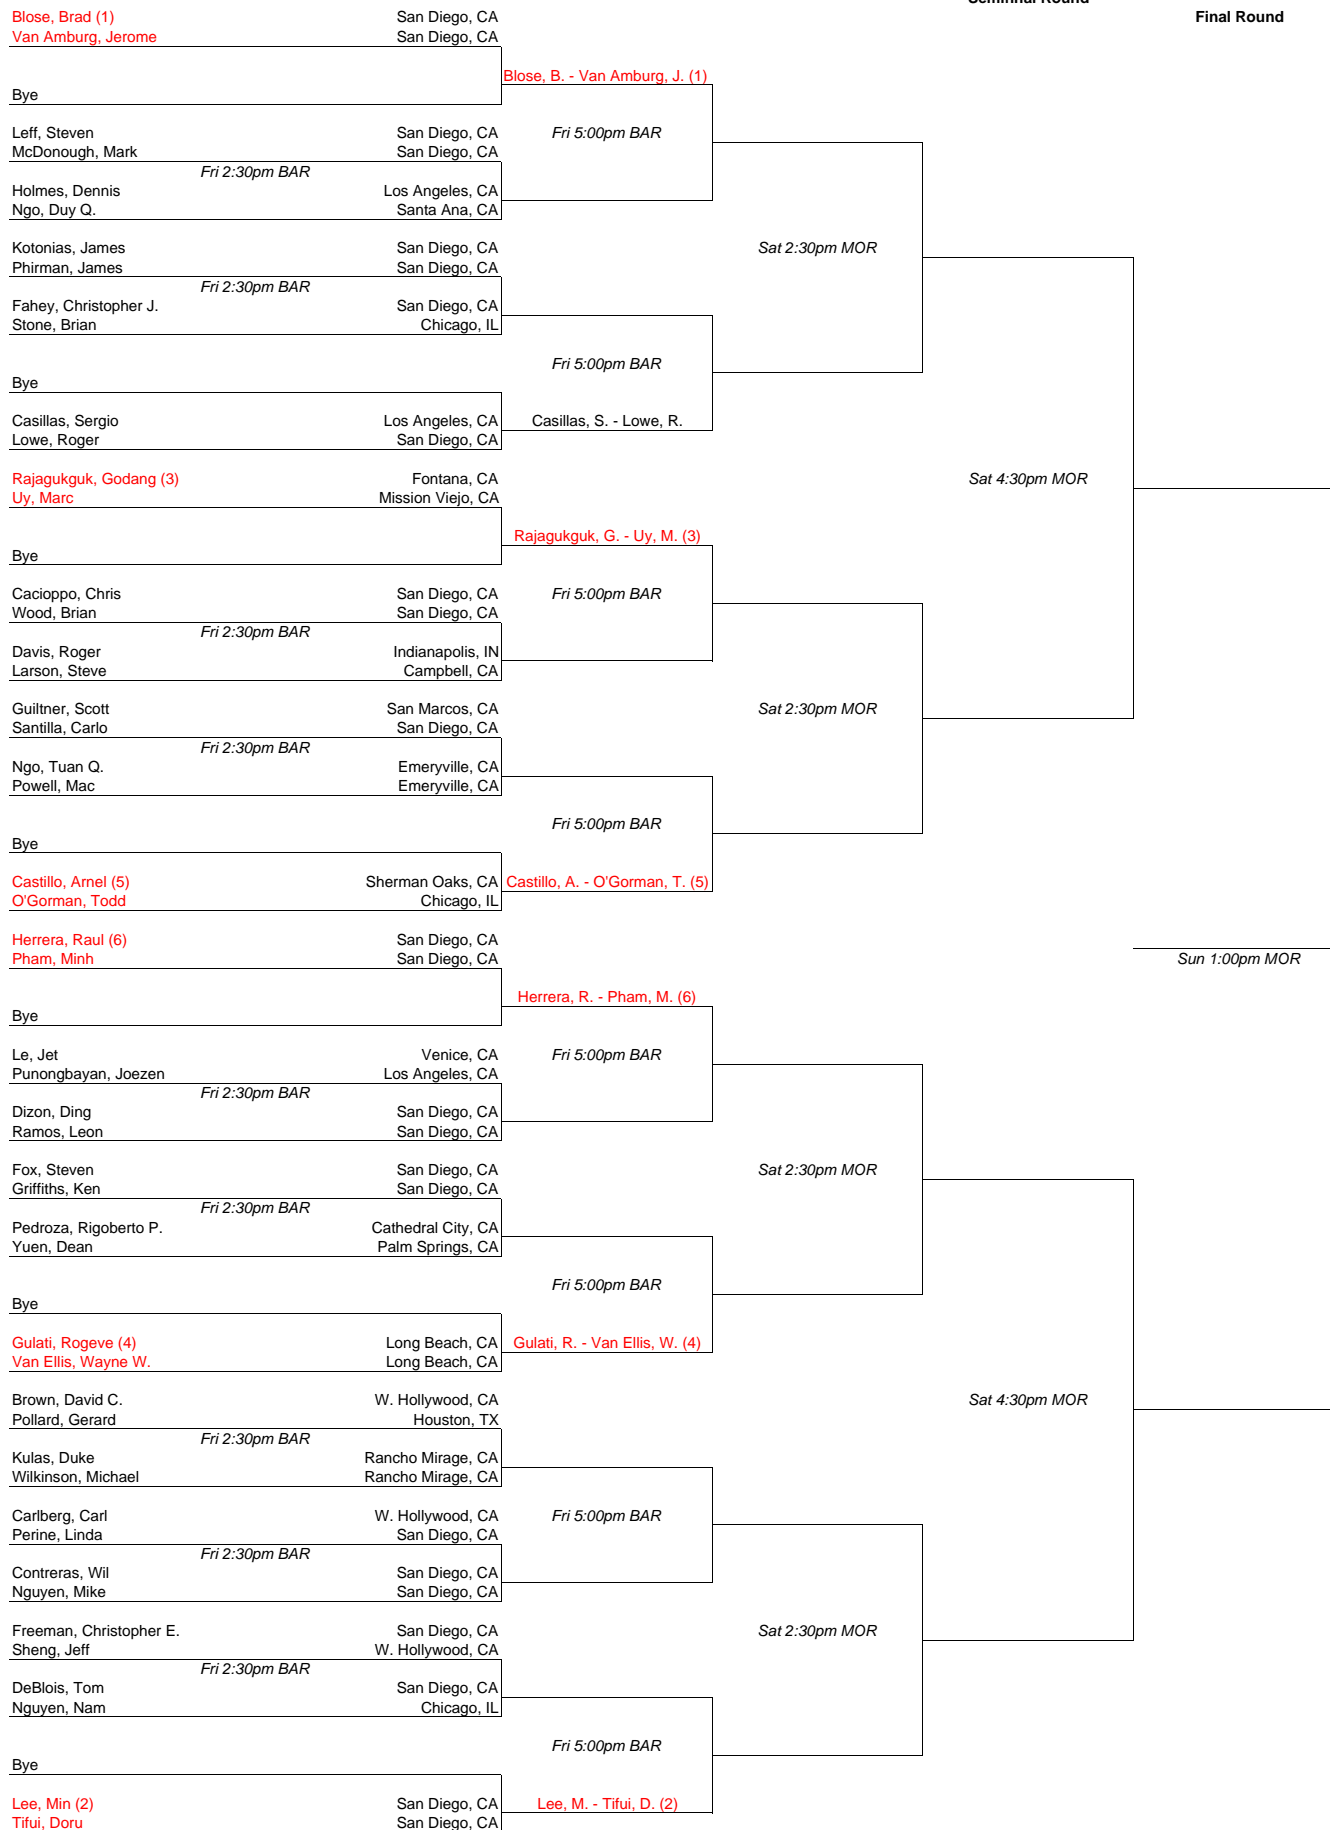 Seminal Round
Final Round
Blose, Brad (1) San Diego, CA
Van Amburg, Jerome San Diego, CA
Blose, B. - Van Amburg, J. (1)
Bye
Leff, Steven San Diego, CA Fri 5:00pm BAR
McDonough, Mark San Diego, CA
Fri 2:30pm BAR
Holmes, Dennis Los Angeles, CA
Ngo, Duy Q. Santa Ana, CA
Kotonias, James San Diego, CA Sat 2:30pm MOR
Phirman, James San Diego, CA
Fri 2:30pm BAR
Fahey, Christopher J. San Diego, CA
Stone, Brian Chicago, IL
Fri 5:00pm BAR
Bye
Casillas, Sergio Los Angeles, CA Casillas, S. - Lowe, R.
Lowe, Roger San Diego, CA
Rajagukguk, Godang (3) Fontana, CA Sat 4:30pm MOR
Uy, Marc Mission Viejo, CA
Rajagukguk, G. - Uy, M. (3)
Bye
Cacioppo, Chris San Diego, CA Fri 5:00pm BAR
Wood, Brian San Diego, CA
Fri 2:30pm BAR
Davis, Roger Indianapolis, IN
Larson, Steve Campbell, CA
Guiltner, Scott San Marcos, CA Sat 2:30pm MOR
Santilla, Carlo San Diego, CA
Fri 2:30pm BAR
Ngo, Tuan Q. Emeryville, CA
Powell, Mac Emeryville, CA
Fri 5:00pm BAR
Bye
Castillo, Arnel (5) Sherman Oaks, CA Castillo, A. - O'Gorman, T. (5)
O'Gorman, Todd Chicago, IL
Herrera, Raul (6) San Diego, CA
Pham, Minh San Diego, CA Sun 1:00pm MOR
Herrera, R. - Pham, M. (6)
Bye
Le, Jet Venice, CA Fri 5:00pm BAR
Punongbayan, Joezen Los Angeles, CA
Fri 2:30pm BAR
Dizon, Ding San Diego, CA
Ramos, Leon San Diego, CA
Fox, Steven San Diego, CA Sat 2:30pm MOR
Griffiths, Ken San Diego, CA
Fri 2:30pm BAR
Pedroza, Rigoberto P. Cathedral City, CA
Yuen, Dean Palm Springs, CA
Fri 5:00pm BAR
Bye
Gulati, Rogeve (4) Long Beach, CA Gulati, R. - Van Ellis, W. (4)
Van Ellis, Wayne W. Long Beach, CA
Brown, David C. W. Hollywood, CA Sat 4:30pm MOR
Pollard, Gerard Houston, TX
Fri 2:30pm BAR
Kulas, Duke Rancho Mirage, CA
Wilkinson, Michael Rancho Mirage, CA
Carlberg, Carl W. Hollywood, CA Fri 5:00pm BAR
Perine, Linda San Diego, CA
Fri 2:30pm BAR
Contreras, Wil San Diego, CA
Nguyen, Mike San Diego, CA
Freeman, Christopher E. San Diego, CA Sat 2:30pm MOR
Sheng, Jeff W. Hollywood, CA
Fri 2:30pm BAR
DeBlois, Tom San Diego, CA
Nguyen, Nam Chicago, IL
Fri 5:00pm BAR
Bye
Lee, Min (2) San Diego, CA Lee, M. - Tifui, D. (2)
Tifui, Doru San Diego, CA